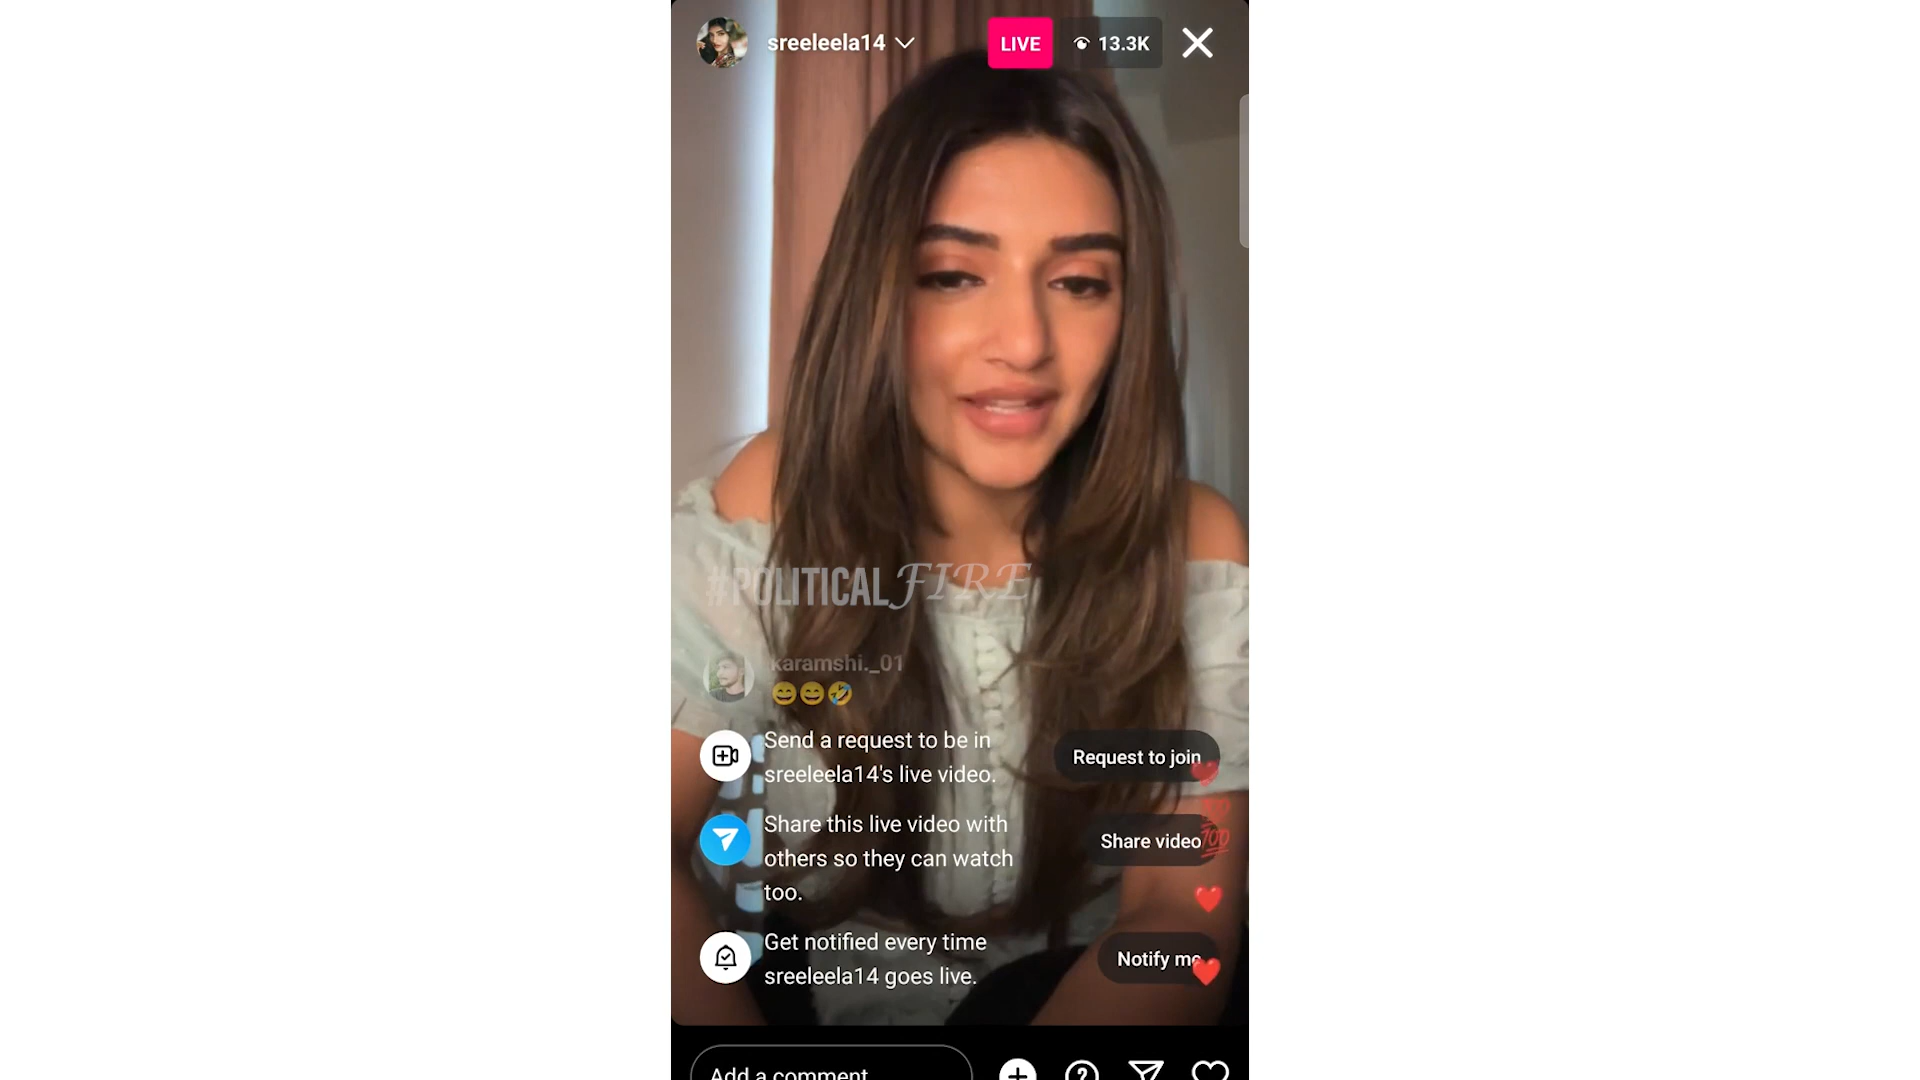 sreeleela14
LIVE
13.3K
#POLITICALFIRE
karamshi._01
😄😄🤣
Send a request to be in
sreeleela14's live video.
Request to join
💯
Share this live video with
others so they can watch
too.
Share video
💯
Get notified every time
sreeleela14 goes live.
Notify me
Add a comment